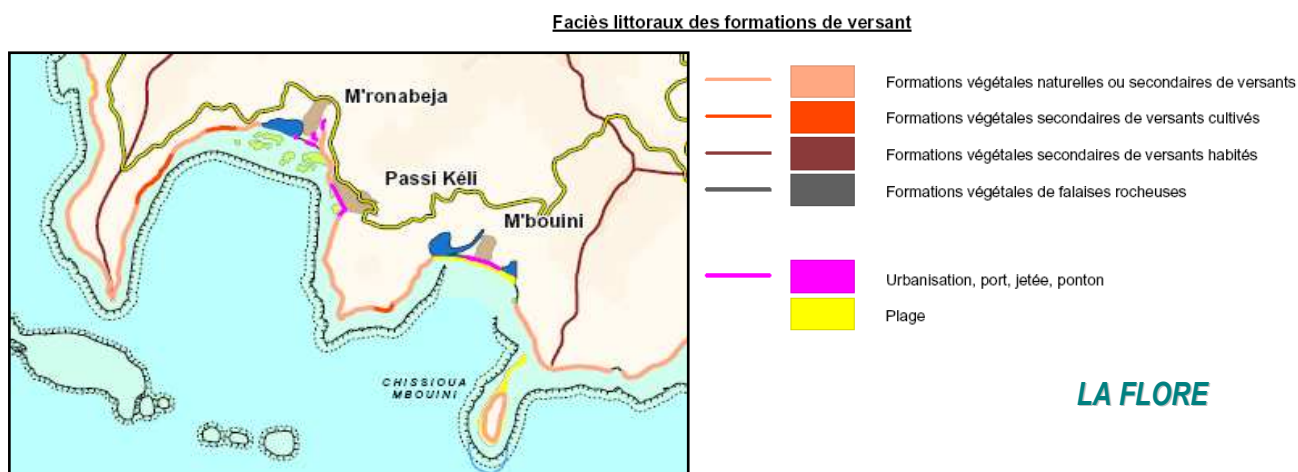 Faciès littoraux des formations de versant
M'ronabeja
Passi Kéli
M'bouini
CHISSIOUA
MBOUINI
Formations végétales naturelles ou secondaires de versants
Formations végétales secondaires de versants cultivés
Formations végétales secondaires de versants habités
Formations végétales de falaises rocheuses
Urbanisation, port, jetée, ponton
Plage
LA FLORE